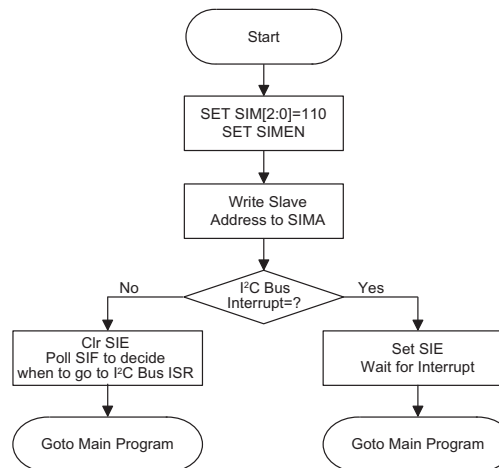 Start
SET SIM[2:0]=110
SET SIMEN
Write Slave
Address to SIMA
I²C Bus
Interrupt=?
No
Yes
Clr SIE
Poll SIF to decide
when to go to I²C Bus ISR
Set SIE
Wait for Interrupt
Goto Main Program
Goto Main Program